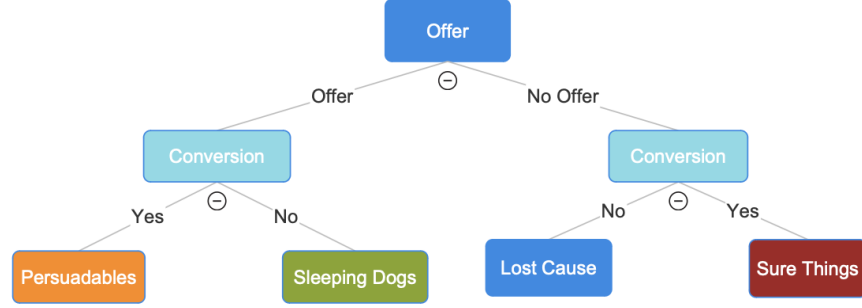 Offer
Offer
No Offer
Conversion
Conversion
Yes
No
No
Yes
Persuadables
Sleeping Dogs
Lost Cause
Sure Things